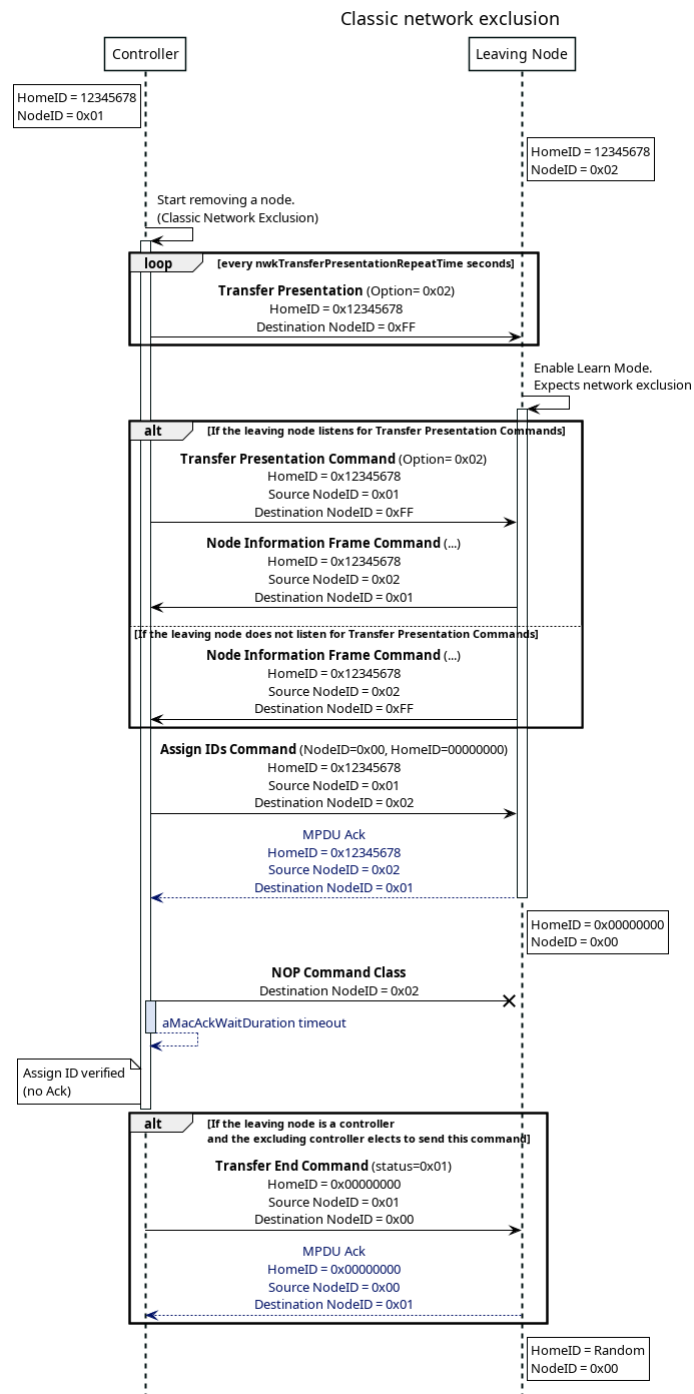 Classic network exclusion
Controller
Leaving Node
HomeID = 12345678
NodeID = 0x01
HomeID = 12345678
NodeID = 0x02
Start removing a node.
(Classic Network Exclusion)
loop
[every nwkTransferPresentationRepeatTime seconds]
Transfer Presentation (Option= 0x02)
HomeID = 0x12345678
Destination NodeID = 0xFF
Enable Learn Mode.
Expects network exclusion
alt
[If the leaving node listens for Transfer Presentation Commands]
Transfer Presentation Command (Option= 0x02)
HomeID = 0x12345678
Source NodeID = 0x01
Destination NodeID = 0xFF
Node Information Frame Command (...)
HomeID = 0x12345678
Source NodeID = 0x02
Destination NodeID = 0x01
[If the leaving node does not listen for Transfer Presentation Commands]
Node Information Frame Command (...)
HomeID = 0x12345678
Source NodeID = 0x02
Destination NodeID = 0xFF
Assign IDs Command (NodeID=0x00, HomeID=00000000)
HomeID = 0x12345678
Source NodeID = 0x01
Destination NodeID = 0x02
MPDU Ack
HomeID = 0x12345678
Source NodeID = 0x02
Destination NodeID = 0x01
HomeID = 0x00000000
NodeID = 0x00
NOP Command Class
Destination NodeID = 0x02
aMacAckWaitDuration timeout
Assign ID verified
(no Ack)
alt
[If the leaving node is a controller
and the excluding controller elects to send this command]
Transfer End Command (status=0x01)
HomeID = 0x00000000
Source NodeID = 0x01
Destination NodeID = 0x00
MPDU Ack
HomeID = 0x00000000
Source NodeID = 0x00
Destination NodeID = 0x01
HomeID = Random
NodeID = 0x00